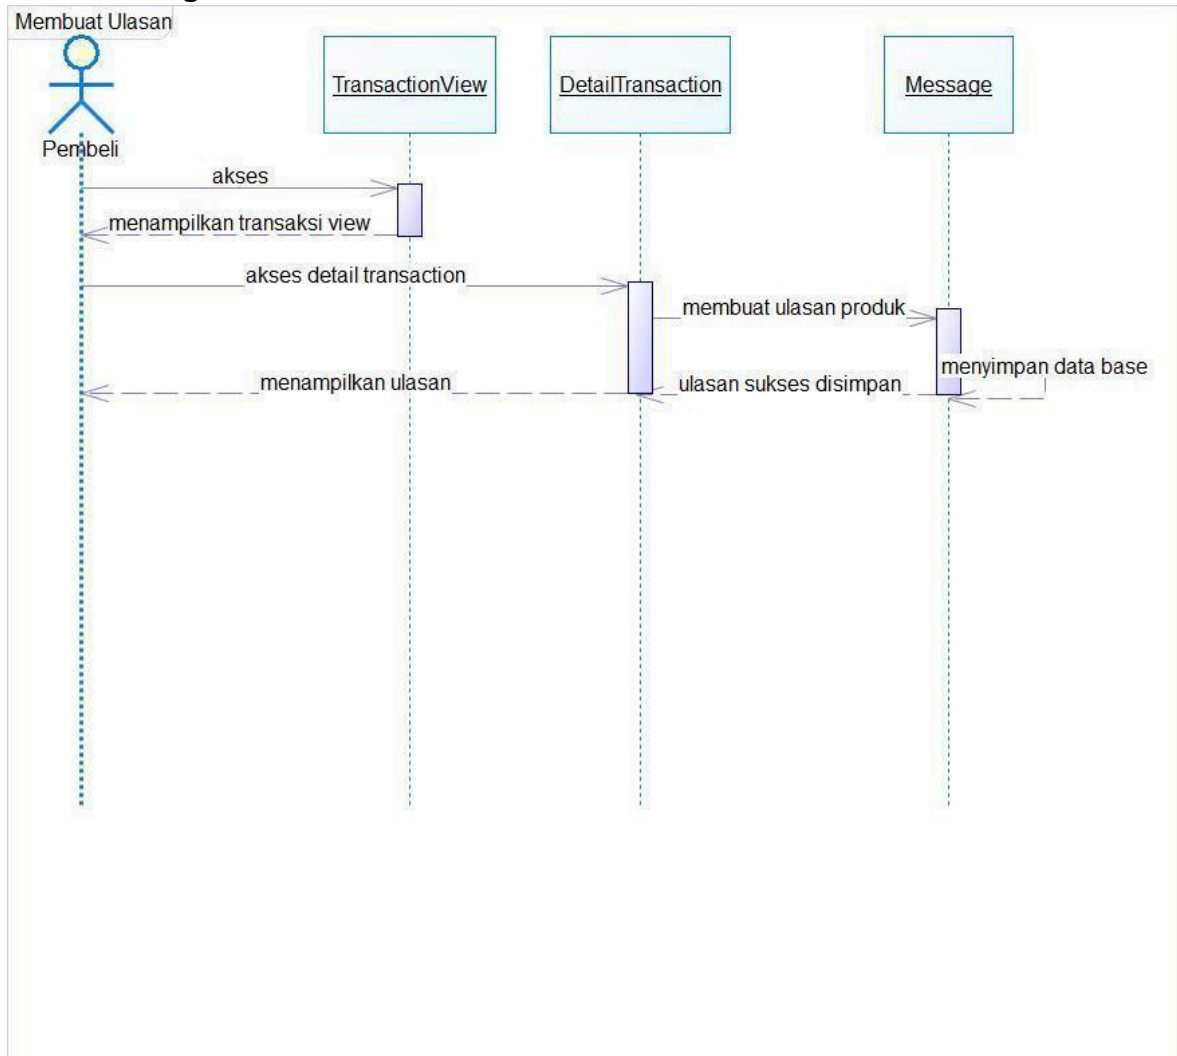 Membuat Ulasan
TransactionView
DetailTransaction
Message
Pembeli
akses
menampilkan transaksi view
akses detail transaction
membuat ulasan produk
menyimpan data base
menampilkan ulasan
ulasan sukses disimpan